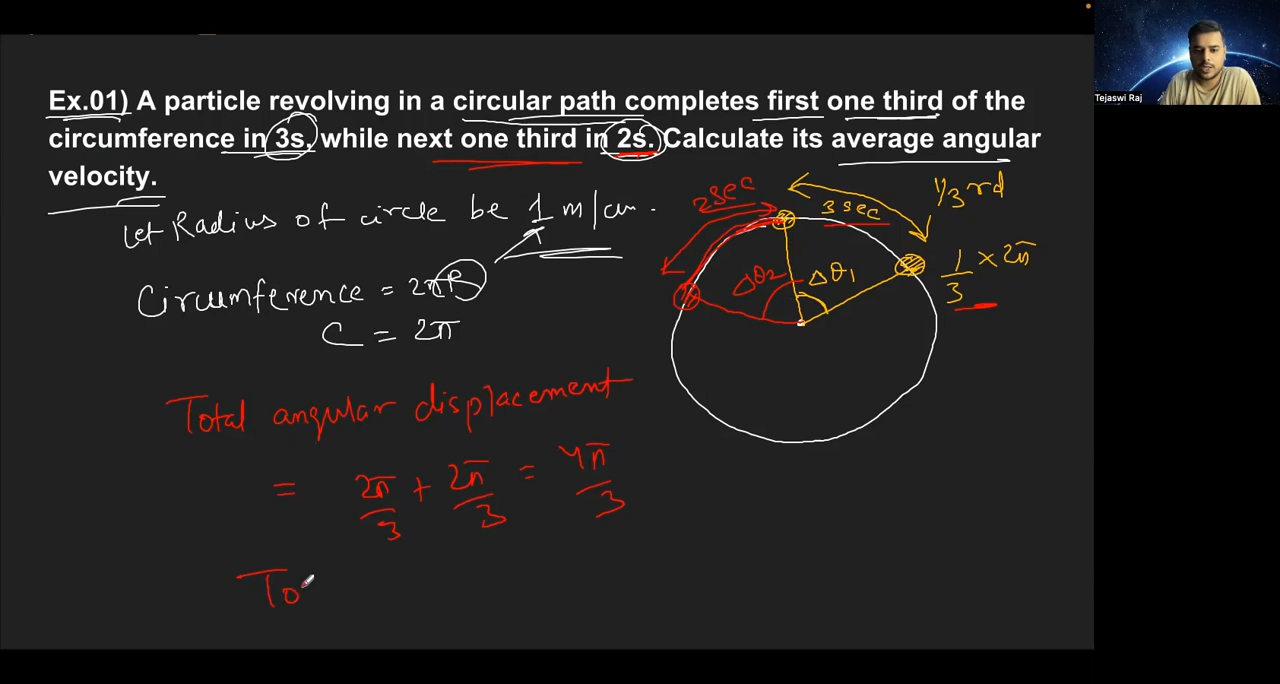 Ex.01) A particle revolving in a circular path completes first one third of the
circumference in 3s, while next one third in 2s. Calculate its average angular
velocity.
Let Radius of circle be 1 m/cm.
Circumference = 2πR
C = 2π
Total angular displacement
= 2π/3 + 2π/3 = 4π/3
To
2sec
3sec
1/3rd
Δθ2
Δθ1
1/3 × 2π
Tejaswi Raj